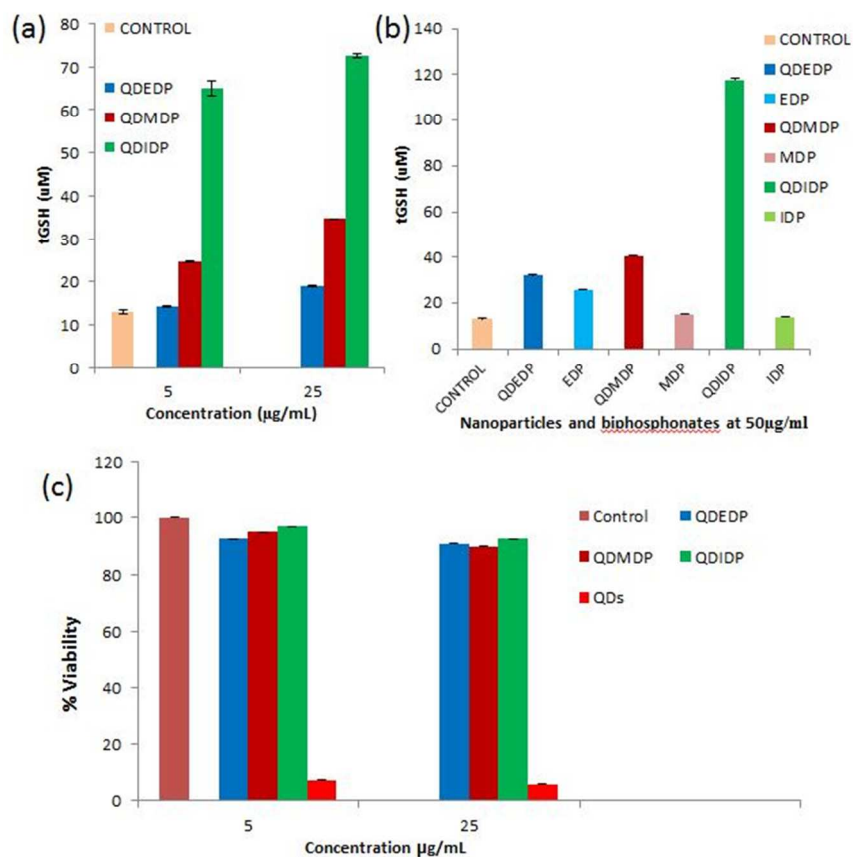 (a)
CONTROL
QDEDP
QDMDP
QDIDP
80
70
60
50
40
30
20
10
0
tGSH (uM)
5
25
Concentration (µg/mL)
(b)
CONTROL
QDEDP
EDP
QDMDP
MDP
QDIDP
IDP
140
120
100
80
60
40
20
0
tGSH (uM)
CONTROL
QDEDP
EDP
QDMDP
MDP
QDIDP
IDP
Nanoparticles and biphosphonates at 50µg/ml
(c)
120
100
80
60
40
20
0
% Viability
Control
QDEDP
QDMDP
QDIDP
QDs
5
25
Concentration µg/mL